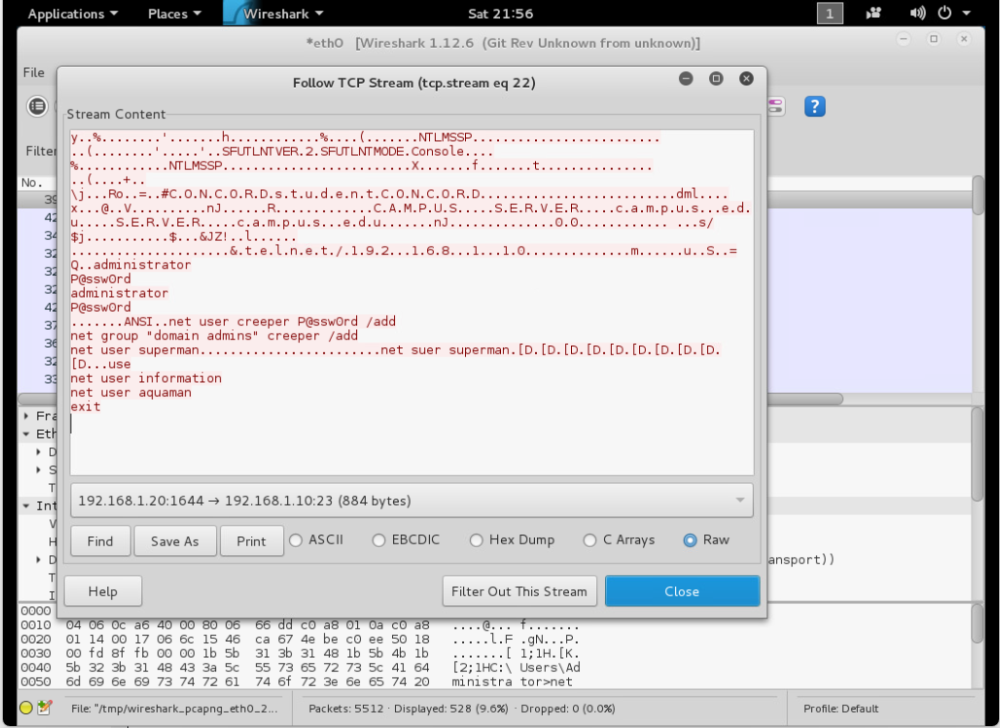 Applications Places Wireshark Sat 21:56 1
*eth0 [Wireshark 1.12.6 (Git Rev Unknown from unknown)]
File
Follow TCP Stream (tcp.stream eq 22)
Stream Content
Filter
No.
y..%........'.......h............%....(.......NTLMSSP.........................
..(........'.....'..SFUTLNTVER.2.SFUTLNTMODE.Console....
%............NTLMSSP.........................X.......f.......t...............
..(....+..
\j...Ro..=..#C.O.N.C.O.R.D.s.t.u.d.e.n.t.C.O.N.C.O.R.D..........................dml....
x...@..V..........nJ......R.............C.A.M.P.U.S.....S.E.R.V.E.R.....c.a.m.p.u.s...e.d.
u.....S.E.R.V.E.R.....c.a.m.p.u.s...e.d.u.......nJ..............0.0........... ...s/
$j...........$...&JZ!..l......
.....................&.t.e.l.n.e.t./.1.9.2...1.6.8...1...1.0..............m......u..S..=
Q..administrator
P@ssw0rd
administrator
P@ssw0rd
.......ANSI..net user creeper P@ssw0rd /add
net group "domain admins" creeper /add
net user superman........................net suer superman.[D.[D.[D.[D.[D.[D.[D.[D.[D.
[D...use
net user information
net user aquaman
exit
39
42
34
32
32
32
42
37
36
32
33
Fra
Eth
D
S
T
Int
V
H
D
T
I
192.168.1.20:1644 → 192.168.1.10:23 (884 bytes)
Find Save As Print ASCII EBCDIC Hex Dump C Arrays Raw
ansport))
Help Filter Out This Stream Close
0000
0010 04 06 0c a6 40 00 80 06 66 dd c0 a8 01 0a c0 a8 ....@... f.......
0020 01 14 00 17 06 6c 15 46 ca 67 4e be c0 ee 50 18 .....l.F .gN...P.
0030 00 fd 8f fb 00 00 1b 5b 31 3b 31 48 1b 5b 4b 1b .......[ 1;1H.[K.
0040 5b 32 3b 31 48 43 3a 5c 55 73 65 72 73 5c 41 64 [2;1HC:\ Users\Ad
0050 6d 69 6e 69 73 74 72 61 74 6f 72 3e 6e 65 74 20 ministra tor>net
File: "/tmp/wireshark_pcapng_eth0_2... Packets: 5512 · Displayed: 528 (9.6%) · Dropped: 0 (0.0%) Profile: Default